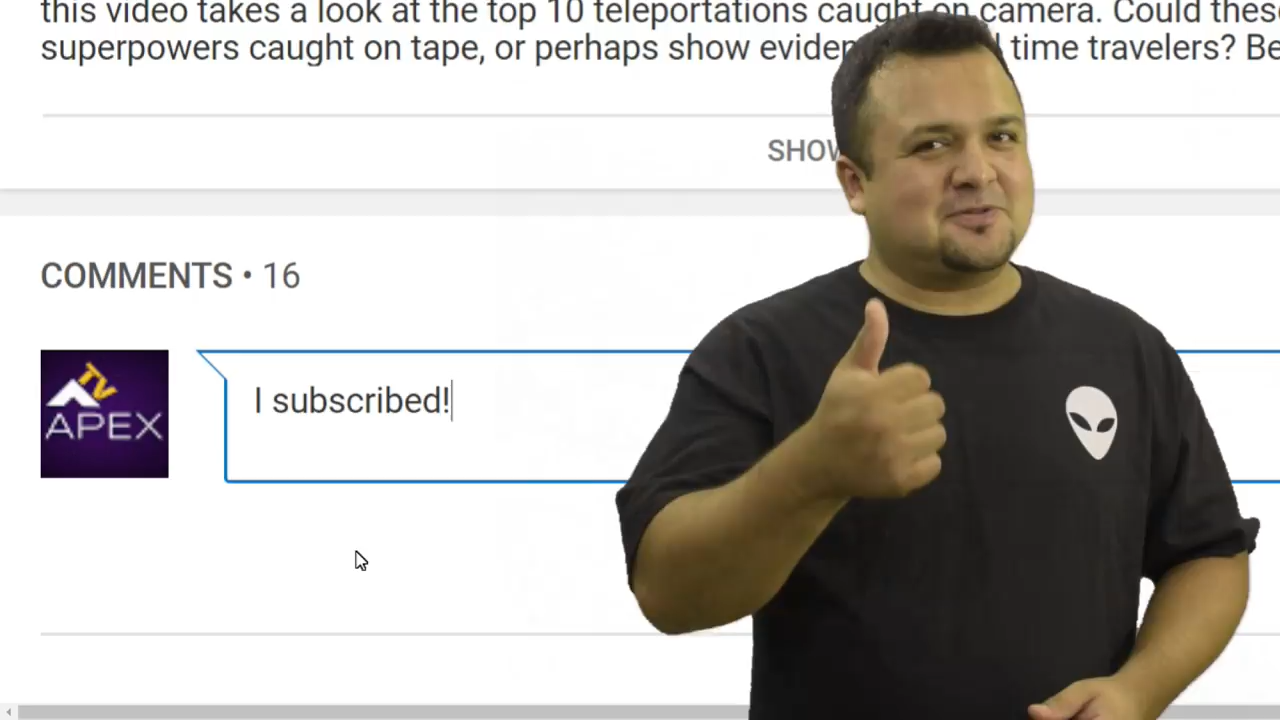 this video takes a look at the top 10 teleportations caught on camera. Could these
superpowers caught on tape, or perhaps show time travelers? Be
SHOW
COMMENTS • 16
TV
APEX
I subscribed!